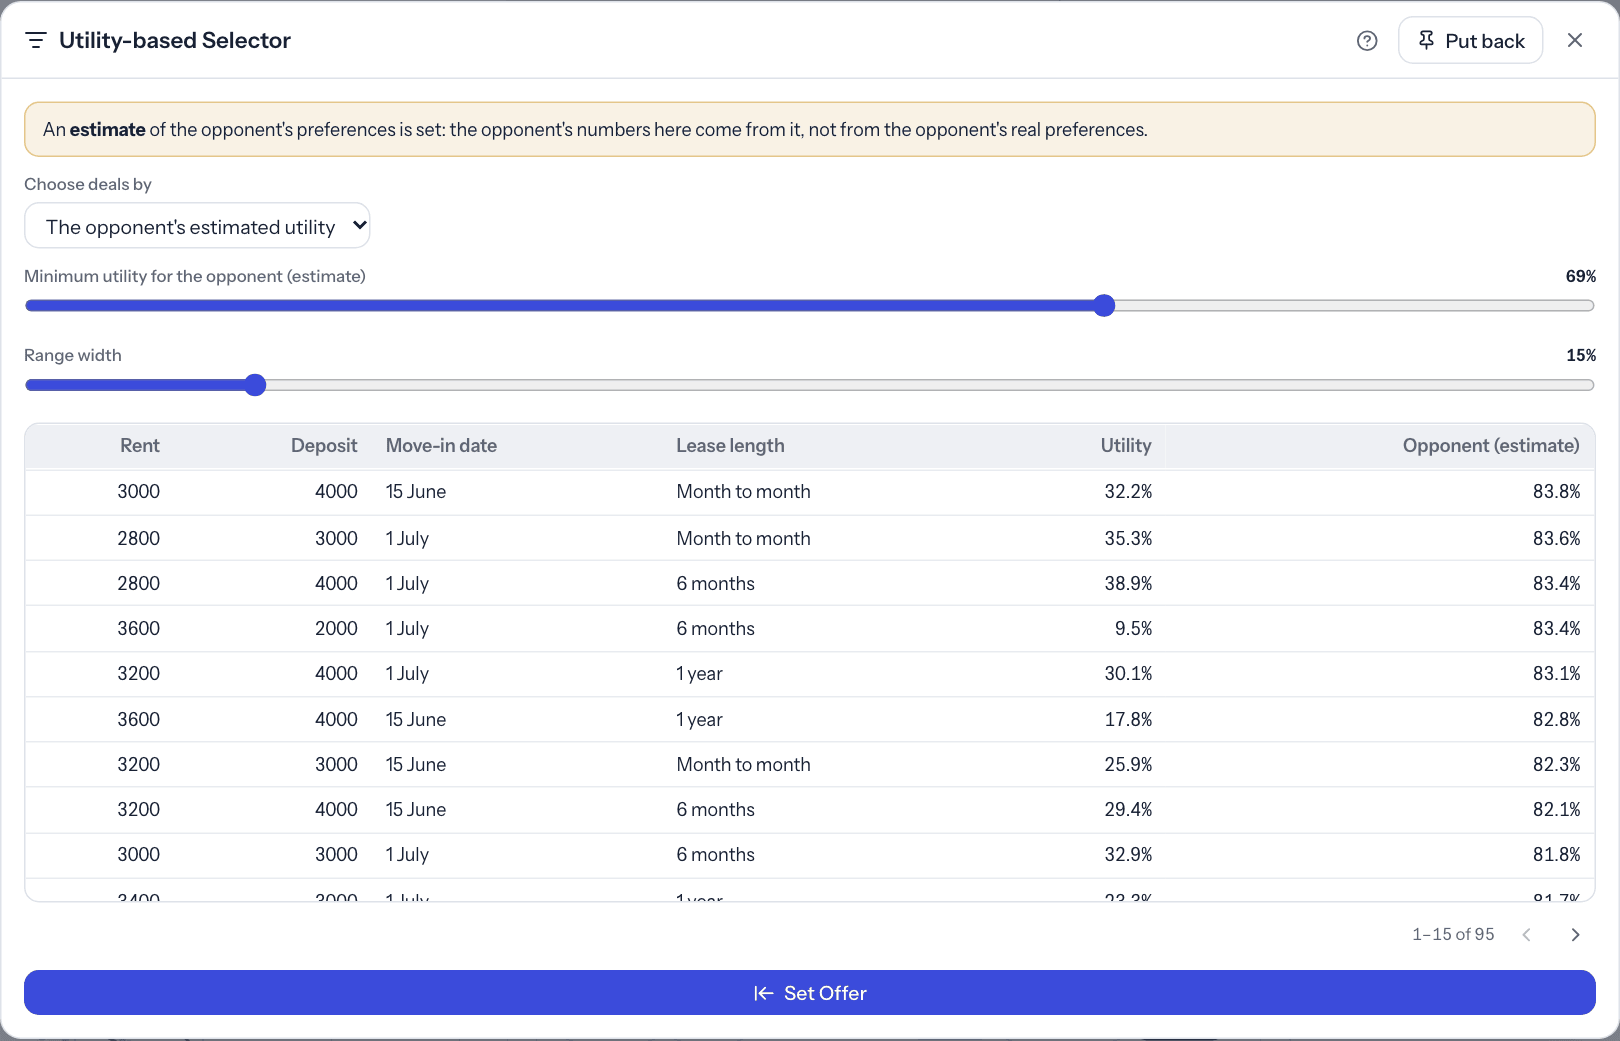 Utility-based Selector
Put back
An estimate of the opponent's preferences is set: the opponent's numbers here come from it, not from the opponent's real preferences.
Choose deals by
The opponent's estimated utility
Minimum utility for the opponent (estimate) 69%
Range width 15%
Rent Deposit Move-in date Lease length Utility Opponent (estimate)
3000 4000 15 June Month to month 32.2% 83.8%
2800 3000 1 July Month to month 35.3% 83.6%
2800 4000 1 July 6 months 38.9% 83.4%
3600 2000 1 July 6 months 9.5% 83.4%
3200 4000 1 July 1 year 30.1% 83.1%
3600 4000 15 June 1 year 17.8% 82.8%
3200 3000 15 June Month to month 25.9% 82.3%
3200 4000 15 June 6 months 29.4% 82.1%
3000 3000 1 July 6 months 32.9% 81.8%
3400 3000 1 July 1 year 81.7%
1–15 of 95
Set Offer